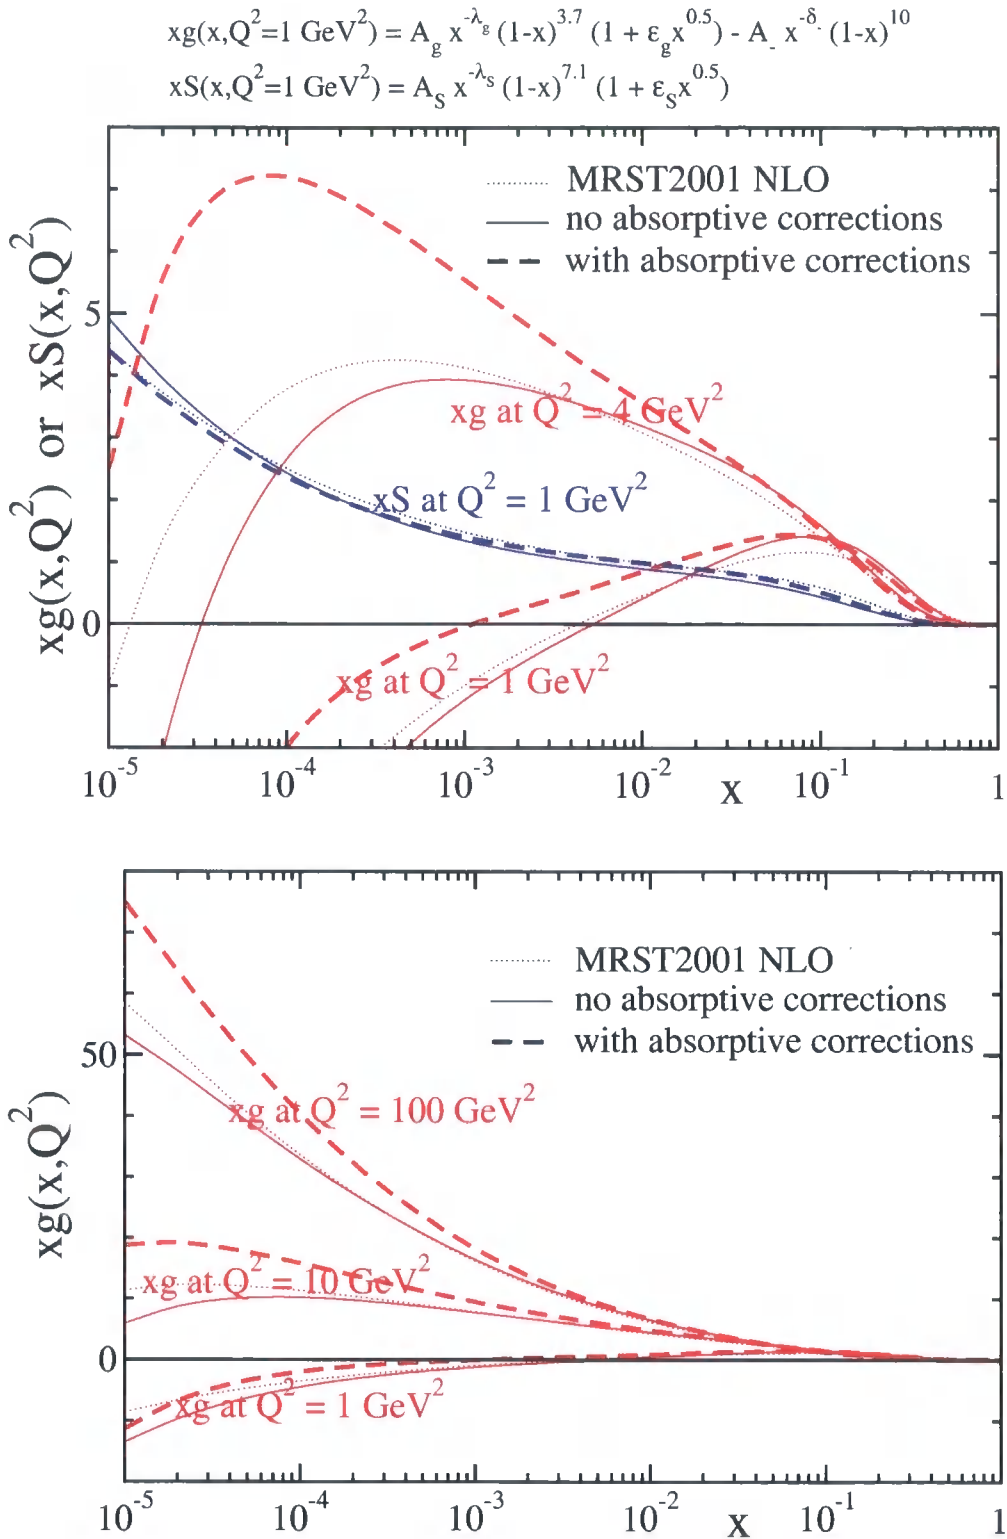 xg(x,Q²=1 GeV²) = A_g x^{-λ_g} (1-x)^{3.7} (1 + ε_g x^{0.5}) - A_- x^{-δ_-} (1-x)^{10}
xS(x,Q²=1 GeV²) = A_S x^{-λ_S} (1-x)^{7.1} (1 + ε_S x^{0.5})
MRST2001 NLO
no absorptive corrections
with absorptive corrections
xg(x,Q²) or xS(x,Q²)
5
0
xg at Q² = 4 GeV²
xS at Q² = 1 GeV²
xg at Q² = 1 GeV²
10⁻⁵ 10⁻⁴ 10⁻³ 10⁻² x 10⁻¹ 1
MRST2001 NLO
no absorptive corrections
with absorptive corrections
xg(x,Q²)
50
0
xg at Q² = 100 GeV²
xg at Q² = 10 GeV²
xg at Q² = 1 GeV²
10⁻⁵ 10⁻⁴ 10⁻³ 10⁻² x 10⁻¹ 1